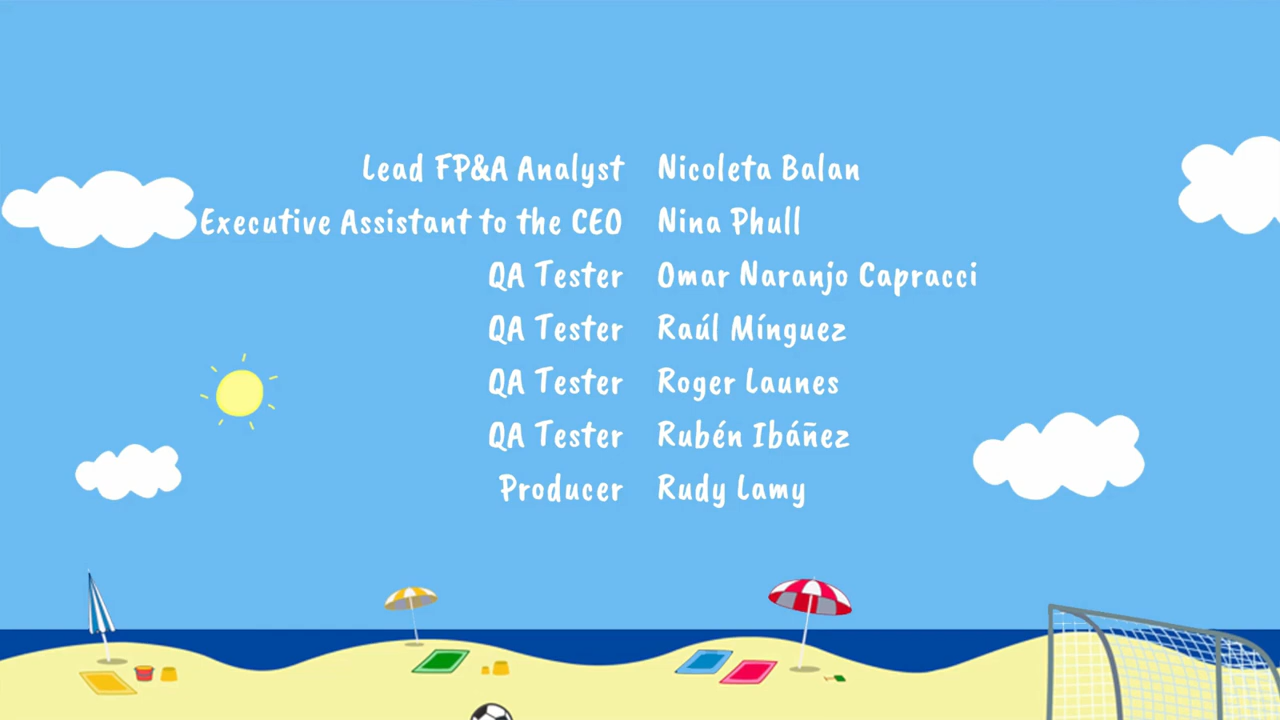 Lead FP&A Analyst Nicoleta Balan
Executive Assistant to the CEO Nina Phull
QA Tester Omar Naranjo Capracci
QA Tester Raúl Mínguez
QA Tester Roger Launes
QA Tester Rubén Ibáñez
Producer Rudy Lamy